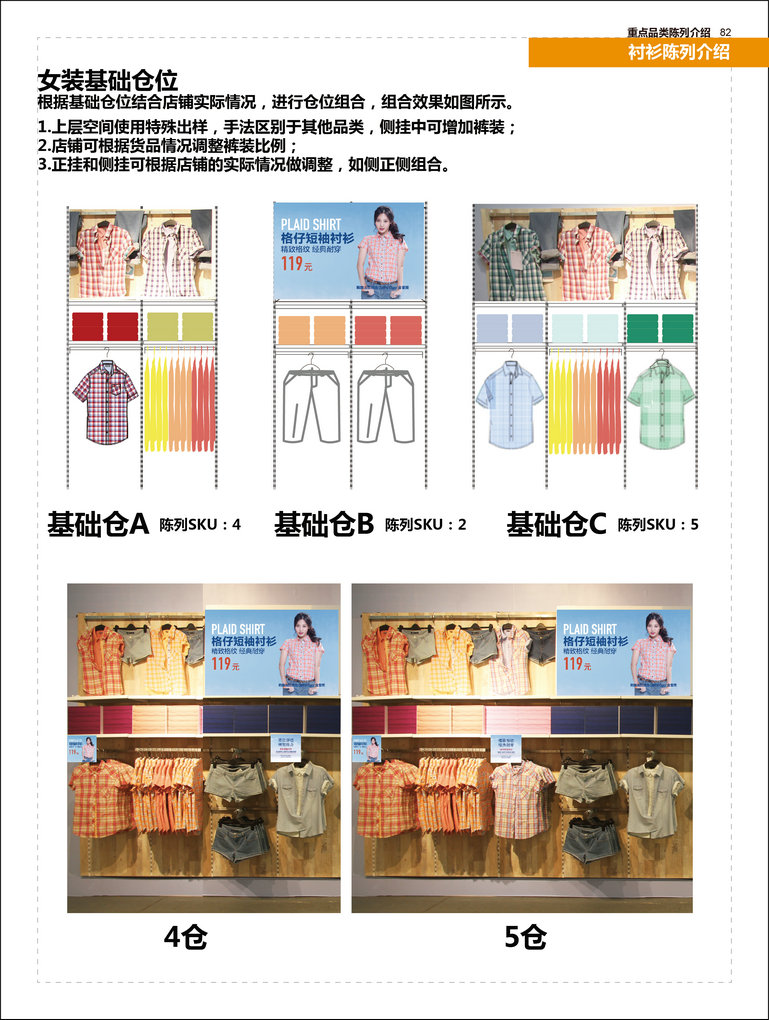 重点品类陈列介绍 82
衬衫陈列介绍
女装基础仓位
根据基础仓位结合店铺实际情况，进行仓位组合，组合效果如图所示。
1.上层空间使用特殊出样，手法区别于其他品类，侧挂中可增加裤装；
2.店铺可根据货品情况调整裤装比例；
3.正挂和侧挂可根据店铺的实际情况做调整，如侧正侧组合。
PLAID SHIRT
格仔短袖衬衫
精致格纹 经典耐穿
119元
基础仓A 陈列SKU：4
基础仓B 陈列SKU：2
基础仓C 陈列SKU：5
PLAID SHIRT
格仔短袖衬衫
精致格纹 经典耐穿
119元
PLAID SHIRT
格仔短袖衬衫
精致格纹 经典耐穿
119元
4仓
5仓